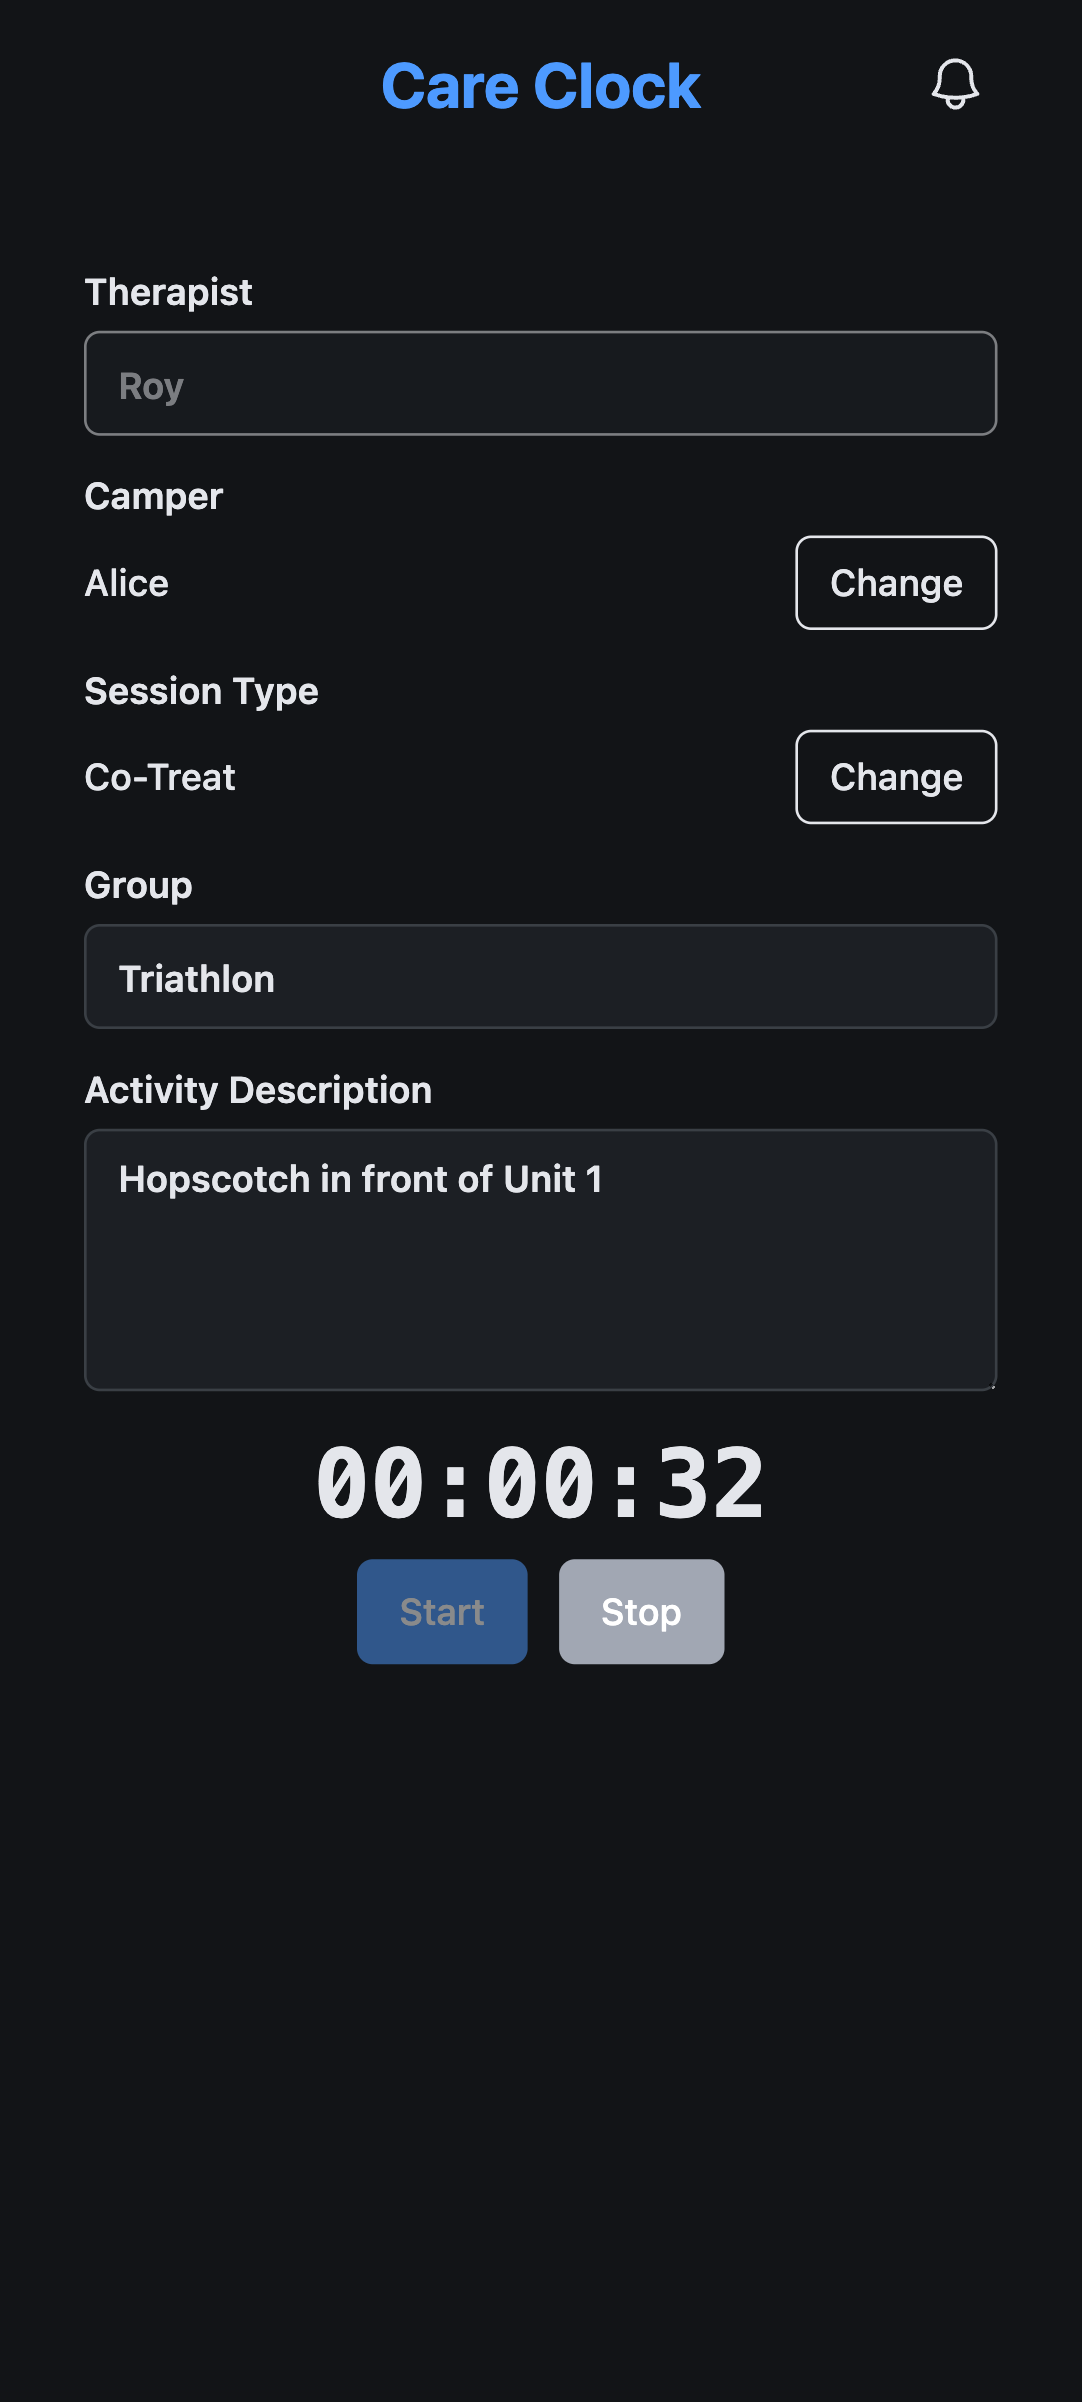 Care Clock
Therapist
Roy
Camper
Alice
Change
Session Type
Co-Treat
Change
Group
Triathlon
Activity Description
Hopscotch in front of Unit 1
00:00:32
Start
Stop